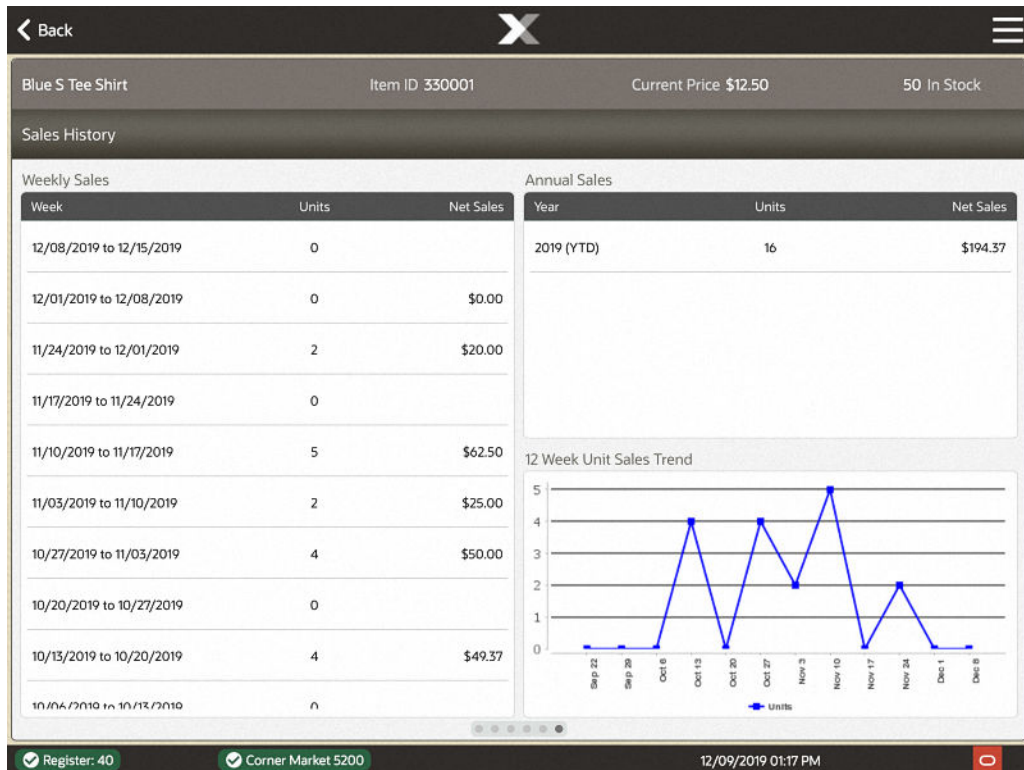 Back
Blue S Tee Shirt Item ID 330001 Current Price $12.50 50 In Stock
Sales History
Weekly Sales
Week Units Net Sales
12/08/2019 to 12/15/2019 0
12/01/2019 to 12/08/2019 0 $0.00
11/24/2019 to 12/01/2019 2 $20.00
11/17/2019 to 11/24/2019 0
11/10/2019 to 11/17/2019 5 $62.50
11/03/2019 to 11/10/2019 2 $25.00
10/27/2019 to 11/03/2019 4 $50.00
10/20/2019 to 10/27/2019 0
10/13/2019 to 10/20/2019 4 $49.37
10/06/2019 to 10/13/2019 0
Annual Sales
Year Units Net Sales
2019 (YTD) 16 $194.37
12 Week Unit Sales Trend
5
4
3
2
1
0
Sep 22 Sep 29 Oct 6 Oct 13 Oct 20 Oct 27 Nov 3 Nov 10 Nov 17 Nov 24 Dec 1 Dec 8
Units
Register: 40 Corner Market 5200 12/09/2019 01:17 PM